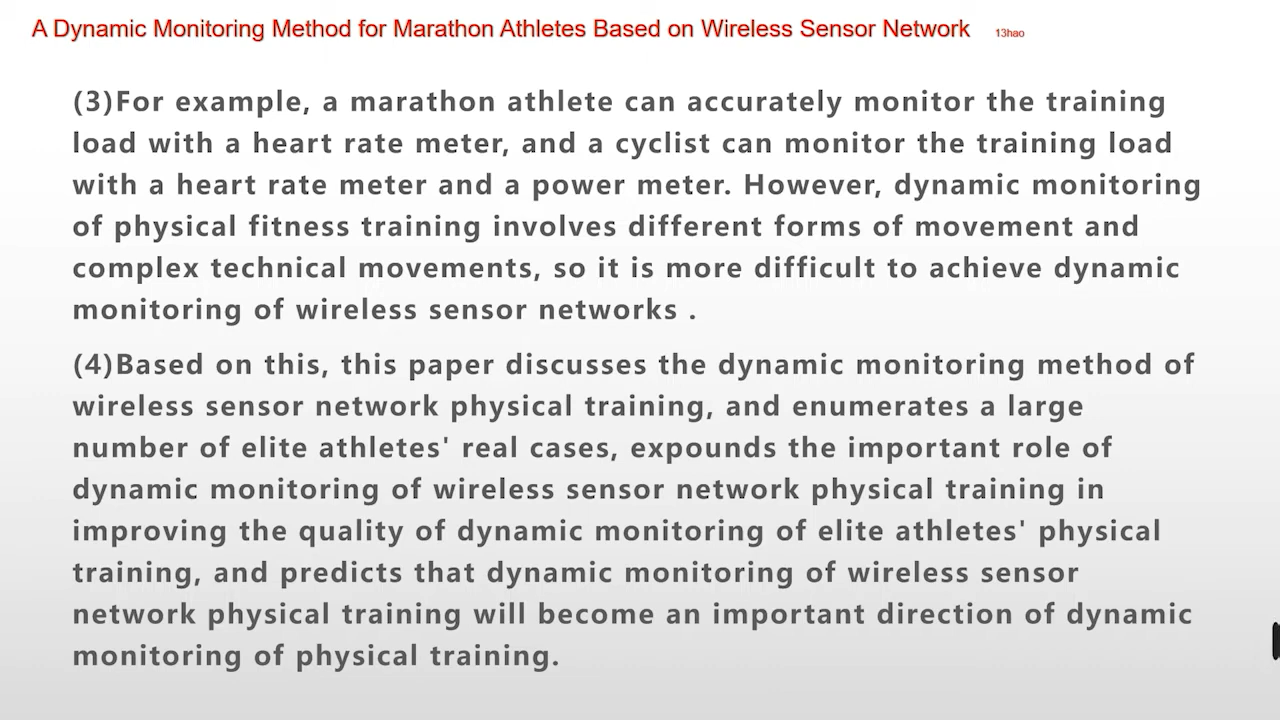 A Dynamic Monitoring Method for Marathon Athletes Based on Wireless Sensor Network 13hao
(3)For example, a marathon athlete can accurately monitor the training
load with a heart rate meter, and a cyclist can monitor the training load
with a heart rate meter and a power meter. However, dynamic monitoring
of physical fitness training involves different forms of movement and
complex technical movements, so it is more difficult to achieve dynamic
monitoring of wireless sensor networks .
(4)Based on this, this paper discusses the dynamic monitoring method of
wireless sensor network physical training, and enumerates a large
number of elite athletes' real cases, expounds the important role of
dynamic monitoring of wireless sensor network physical training in
improving the quality of dynamic monitoring of elite athletes' physical
training, and predicts that dynamic monitoring of wireless sensor
network physical training will become an important direction of dynamic
monitoring of physical training.